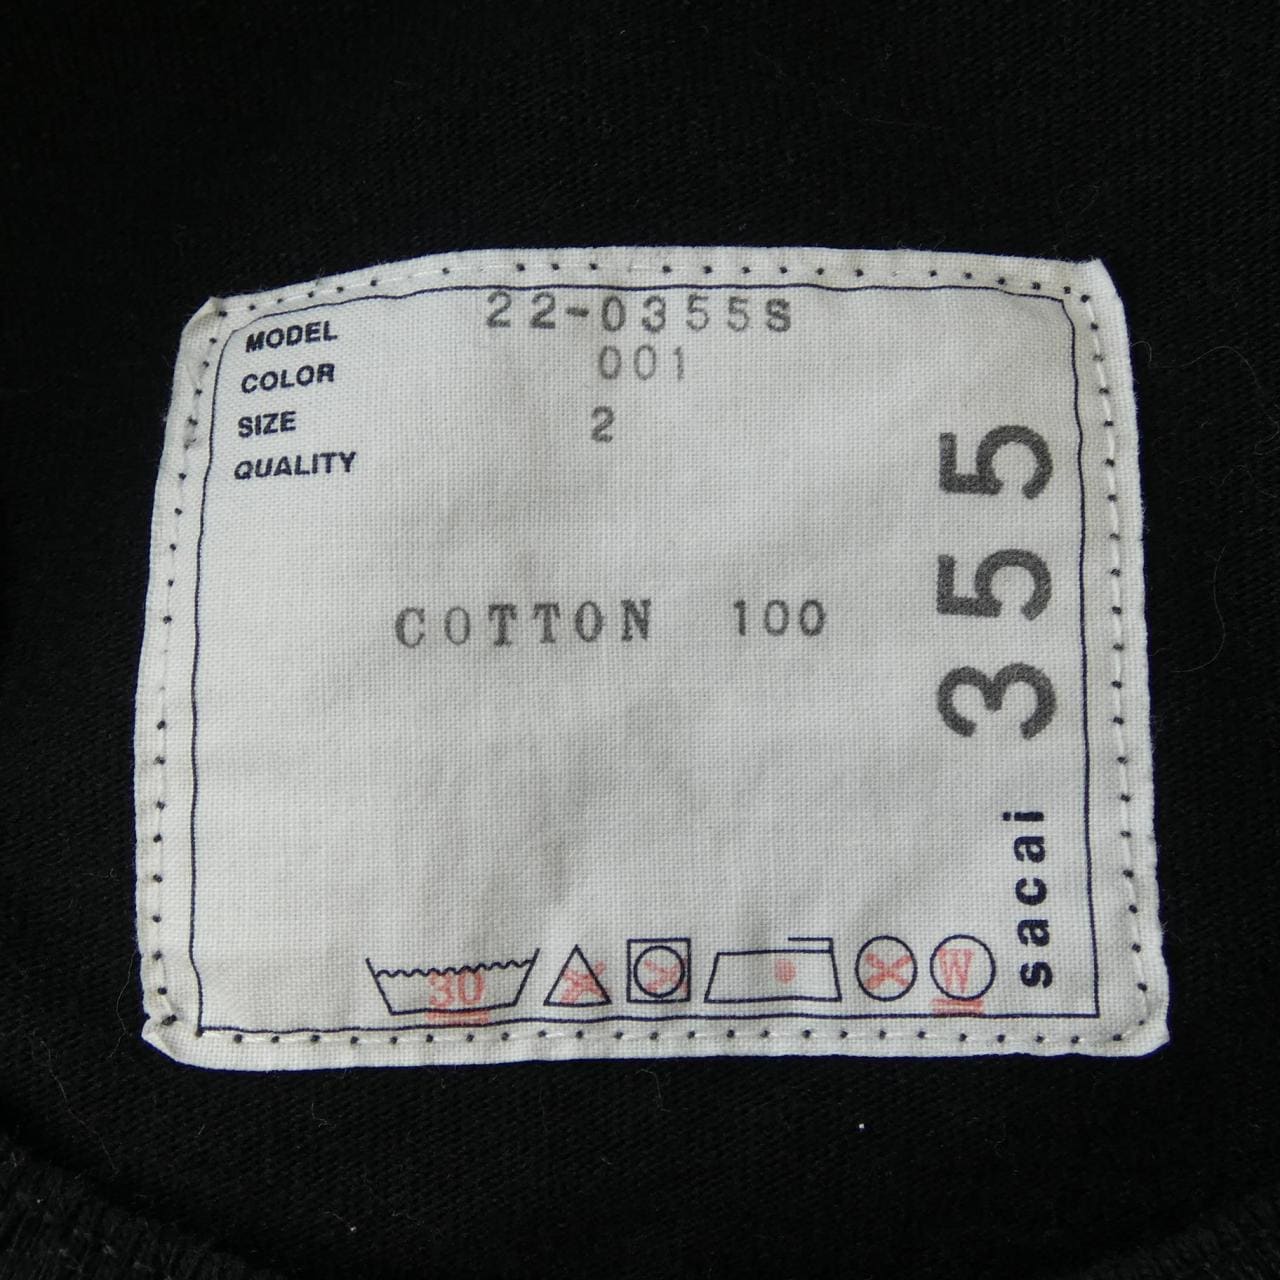 MODEL 22-0355S
COLOR 001
SIZE 2
QUALITY
COTTON 100
30
W
sacai 355